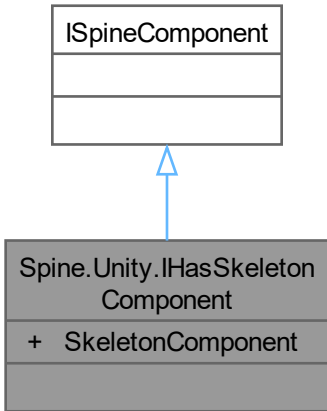 ISpineComponent
Spine.Unity.IHasSkeleton
Component
+ SkeletonComponent